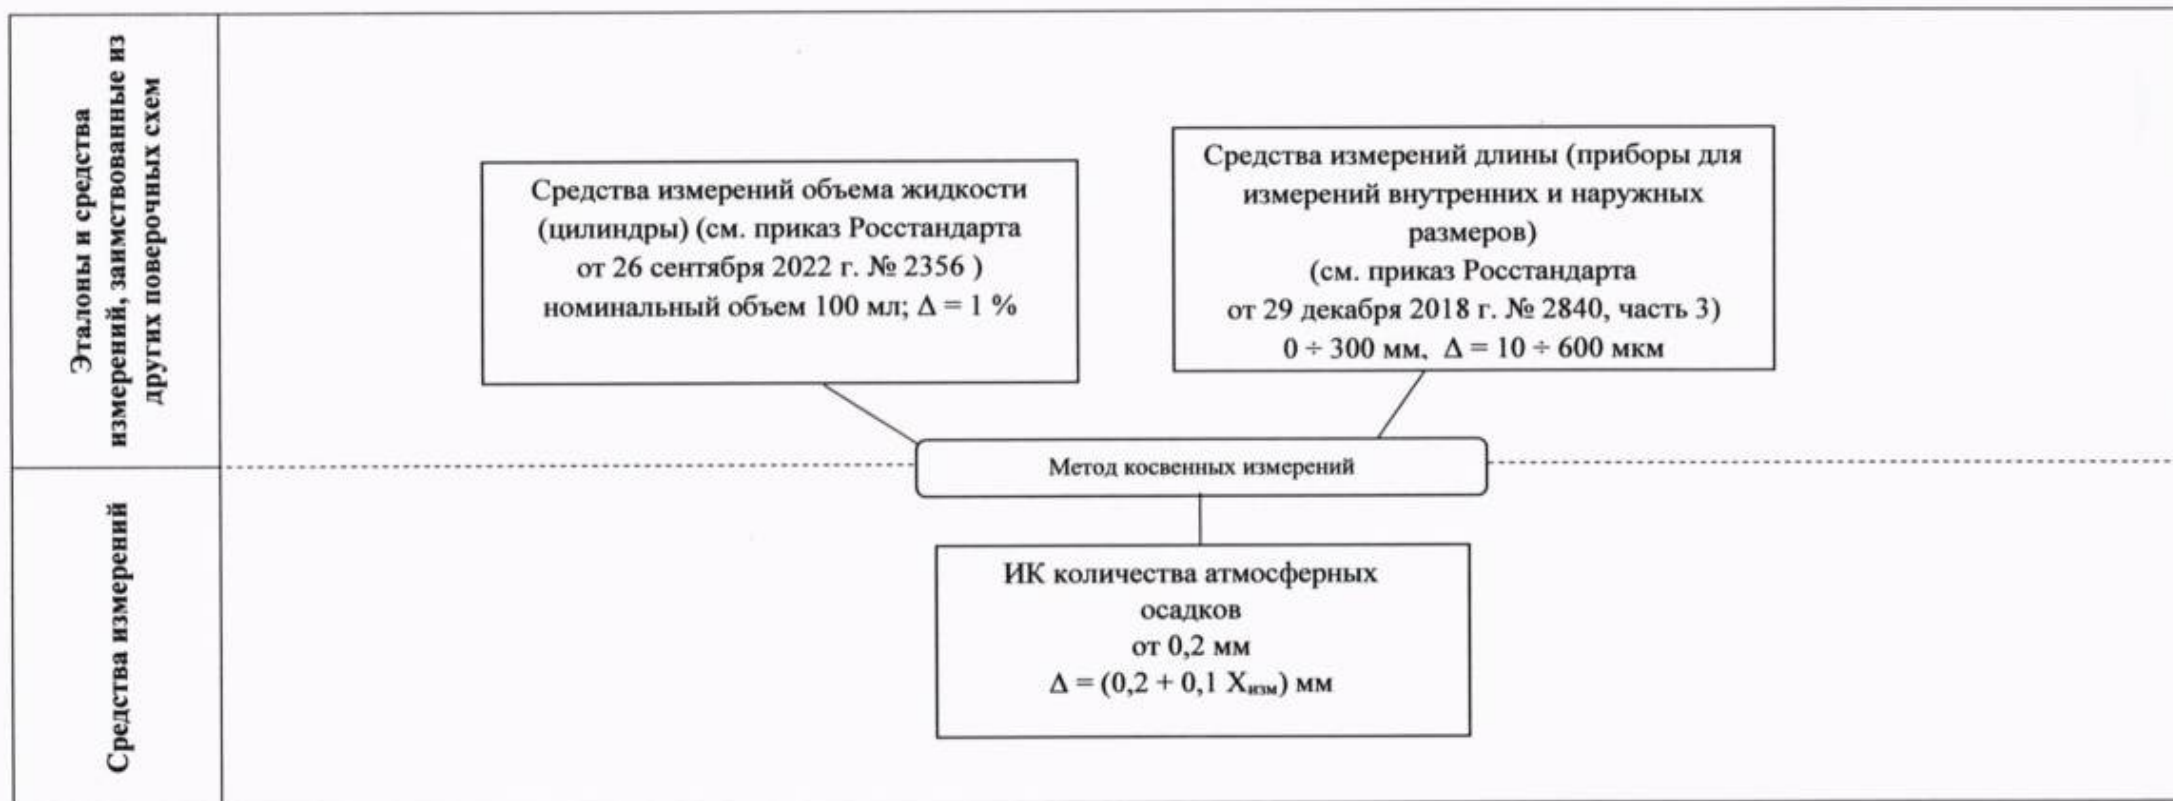 Эталоны и средства
измерений, заимствованные из
других поверочных схем
Средства измерений объема жидкости
(цилиндры) (см. приказ Росстандарта
от 26 сентября 2022 г. № 2356 )
номинальный объем 100 мл; Δ = 1 %
Средства измерений длины (приборы для
измерений внутренних и наружных
размеров)
(см. приказ Росстандарта
от 29 декабря 2018 г. № 2840, часть 3)
0 ÷ 300 мм, Δ = 10 ÷ 600 мкм
Метод косвенных измерений
Средства измерений
ИК количества атмосферных
осадков
от 0,2 мм
Δ = (0,2 + 0,1 Xизм) мм